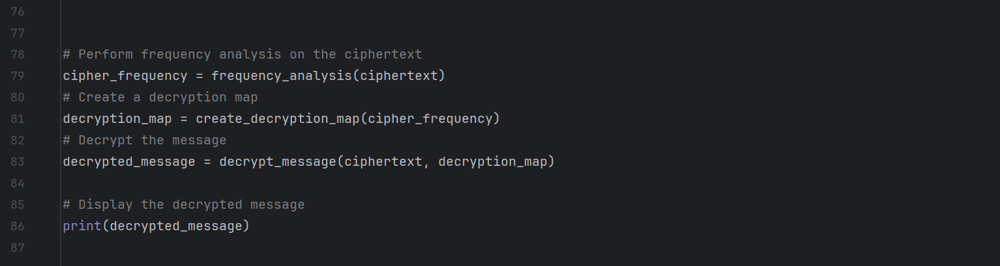 76
77
78 # Perform frequency analysis on the ciphertext
79 cipher_frequency = frequency_analysis(ciphertext)
80 # Create a decryption map
81 decryption_map = create_decryption_map(cipher_frequency)
82 # Decrypt the message
83 decrypted_message = decrypt_message(ciphertext, decryption_map)
84
85 # Display the decrypted message
86 print(decrypted_message)
87